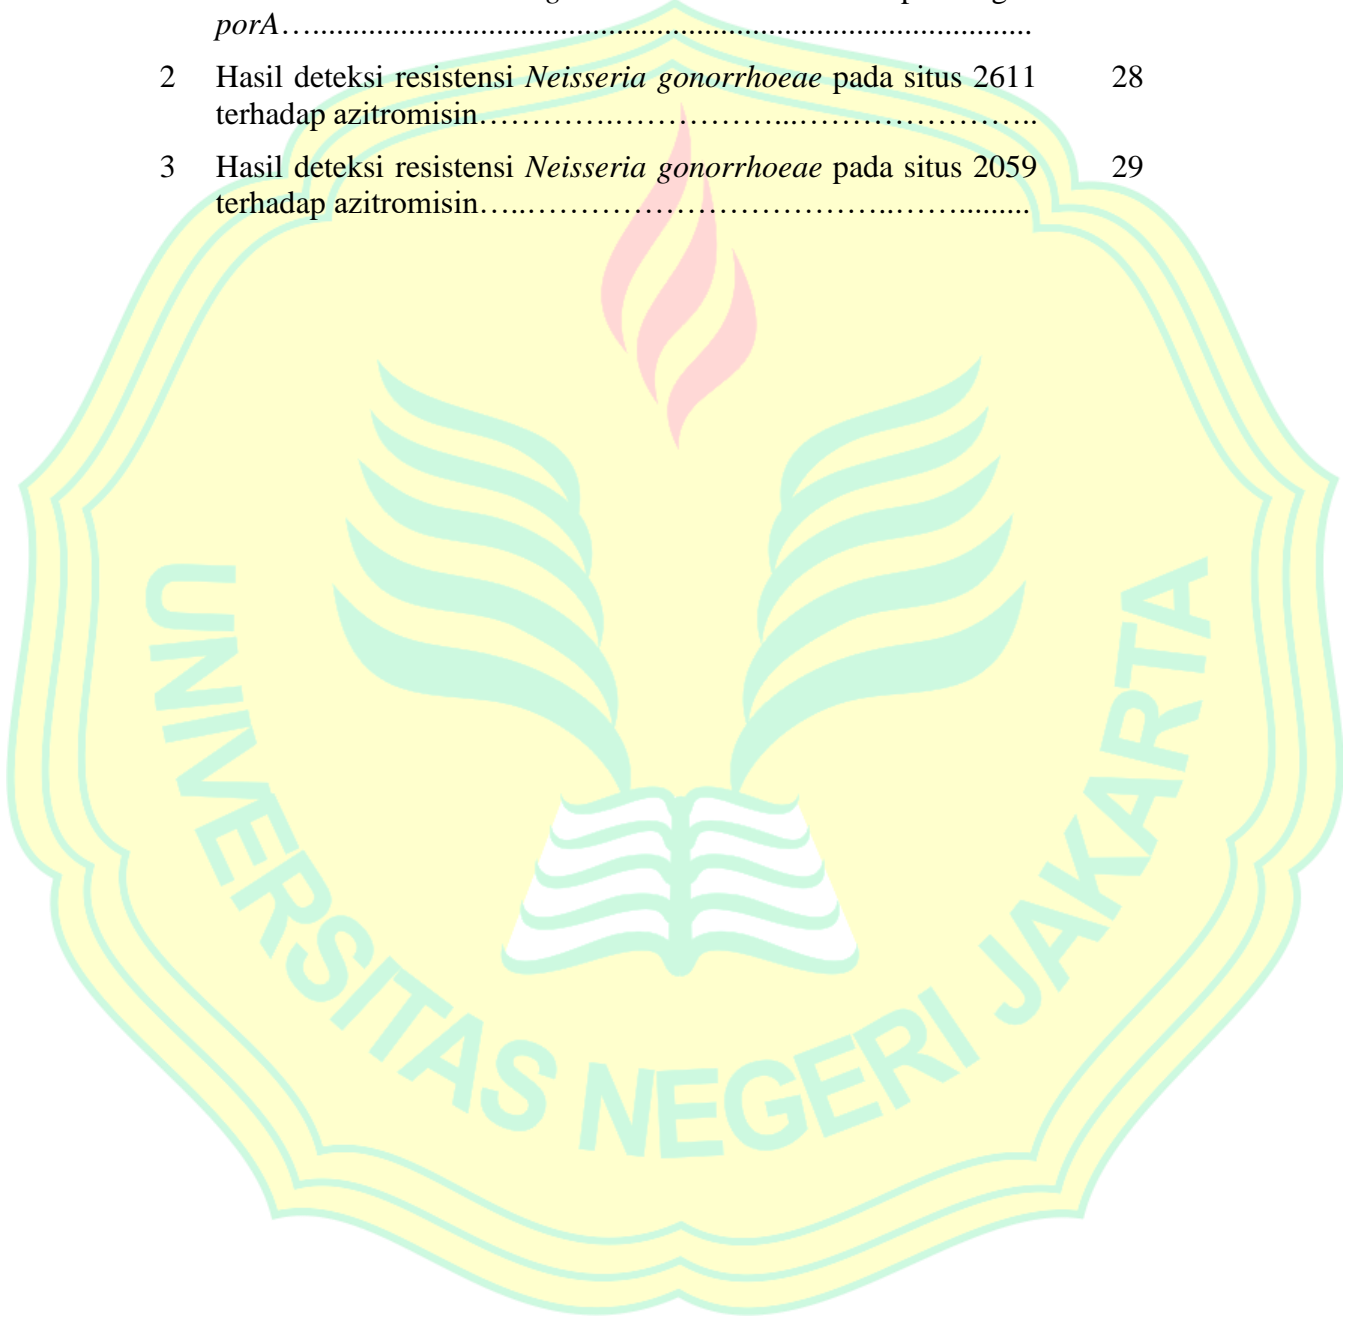 porA….............................................................................................
2 Hasil deteksi resistensi Neisseria gonorrhoeae pada situs 2611 28
terhadap azitromisin…………..……………...…………………..
3 Hasil deteksi resistensi Neisseria gonorrhoeae pada situs 2059 29
terhadap azitromisin…..……………………………..…….........
UNIVERSITAS NEGERI JAKARTA